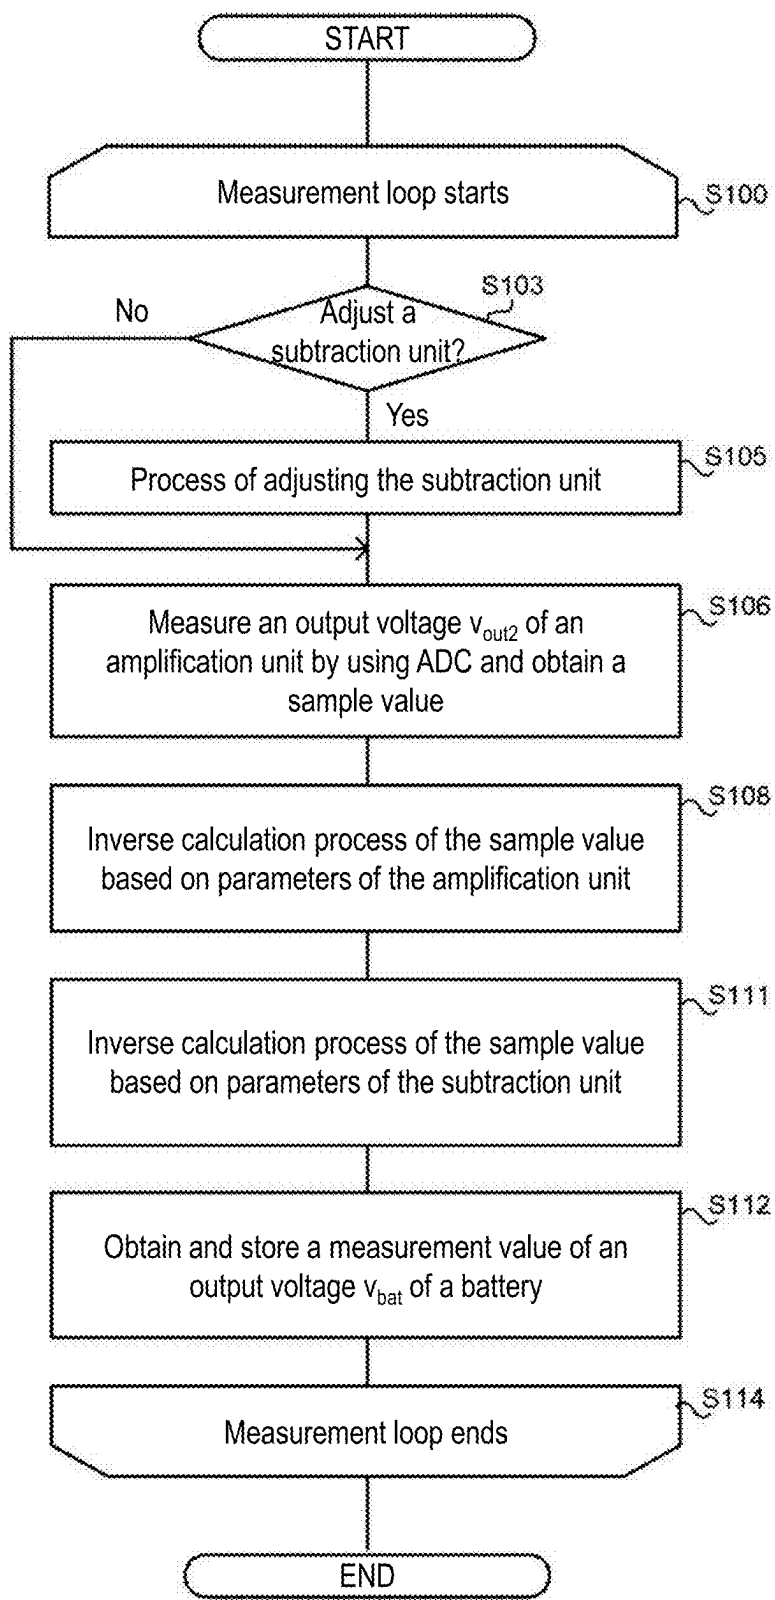 START
Measurement loop starts
S100
S103
No
Adjust a
subtraction unit?
Yes
S105
Process of adjusting the subtraction unit
S106
Measure an output voltage vout2 of an
amplification unit by using ADC and obtain a
sample value
S108
Inverse calculation process of the sample value
based on parameters of the amplification unit
S111
Inverse calculation process of the sample value
based on parameters of the subtraction unit
S112
Obtain and store a measurement value of an
output voltage vbat of a battery
S114
Measurement loop ends
END